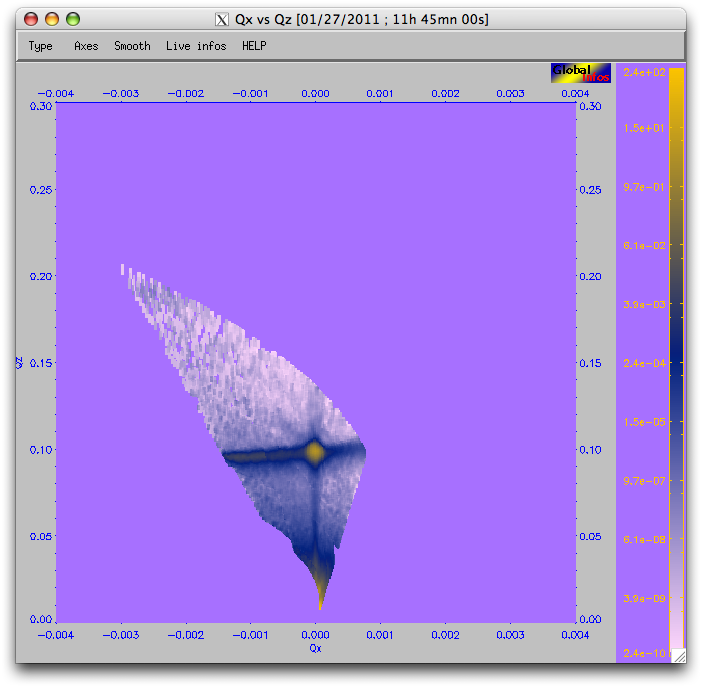 Qx vs Qz [01/27/2011 ; 11h 45mn 00s]
Type Axes Smooth Live infos HELP
Global
Infos
-0.004 -0.003 -0.002 -0.001 0.000 0.001 0.002 0.003 0.004
0.30 0.30
0.25 0.25
0.20 0.20
0.15 0.15
Qz
0.10 0.10
0.05 0.05
0.00 0.00
-0.004 -0.003 -0.002 -0.001 0.000 0.001 0.002 0.003 0.004
Qx
2.4e+02
1.5e+01
9.7e-01
6.1e-02
3.9e-03
2.4e-04
1.5e-05
9.7e-07
6.1e-08
3.9e-09
2.4e-10